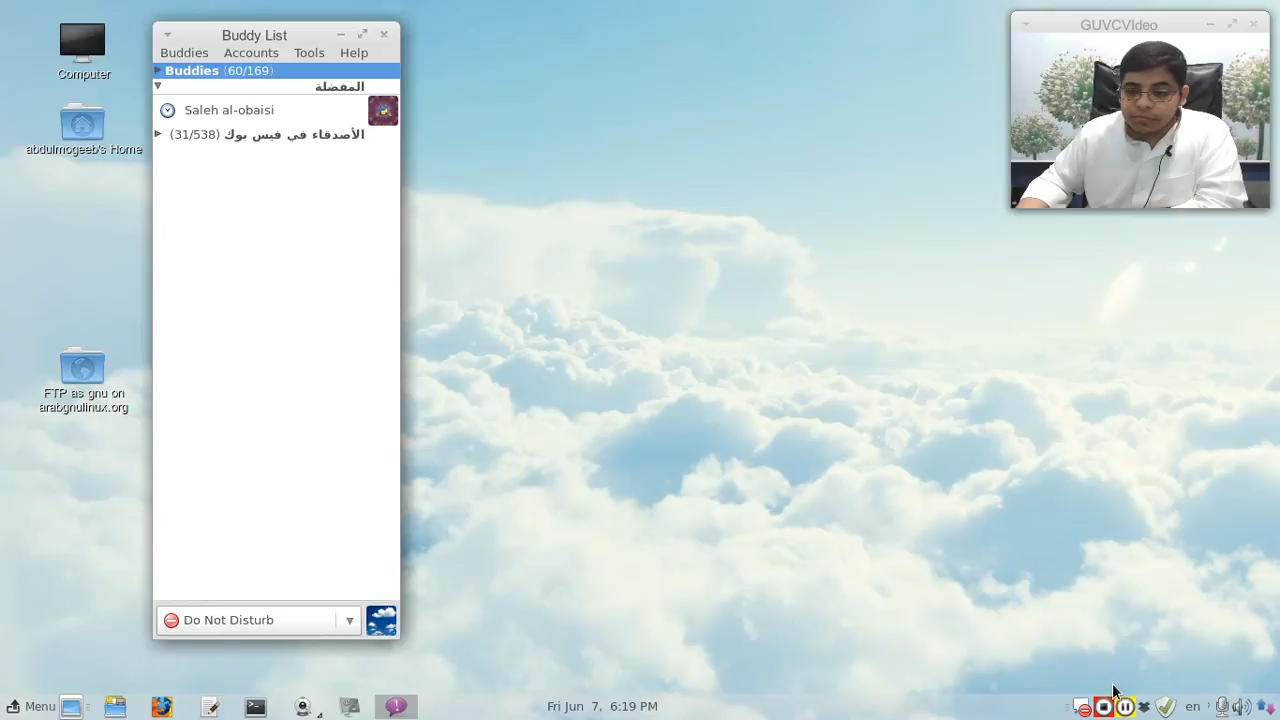 Computer
abdulmogeeb's Home
FTP as gnu on
arabgnulinux.org
Buddy List
Buddies Accounts Tools Help
Buddies (60/169)
المفضلة
Saleh al-obaisi
الأصدقاء في فيس بوك (31/538)
Do Not Disturb
GUVCVIdeo
Menu
Fri Jun 7, 6:19 PM
en